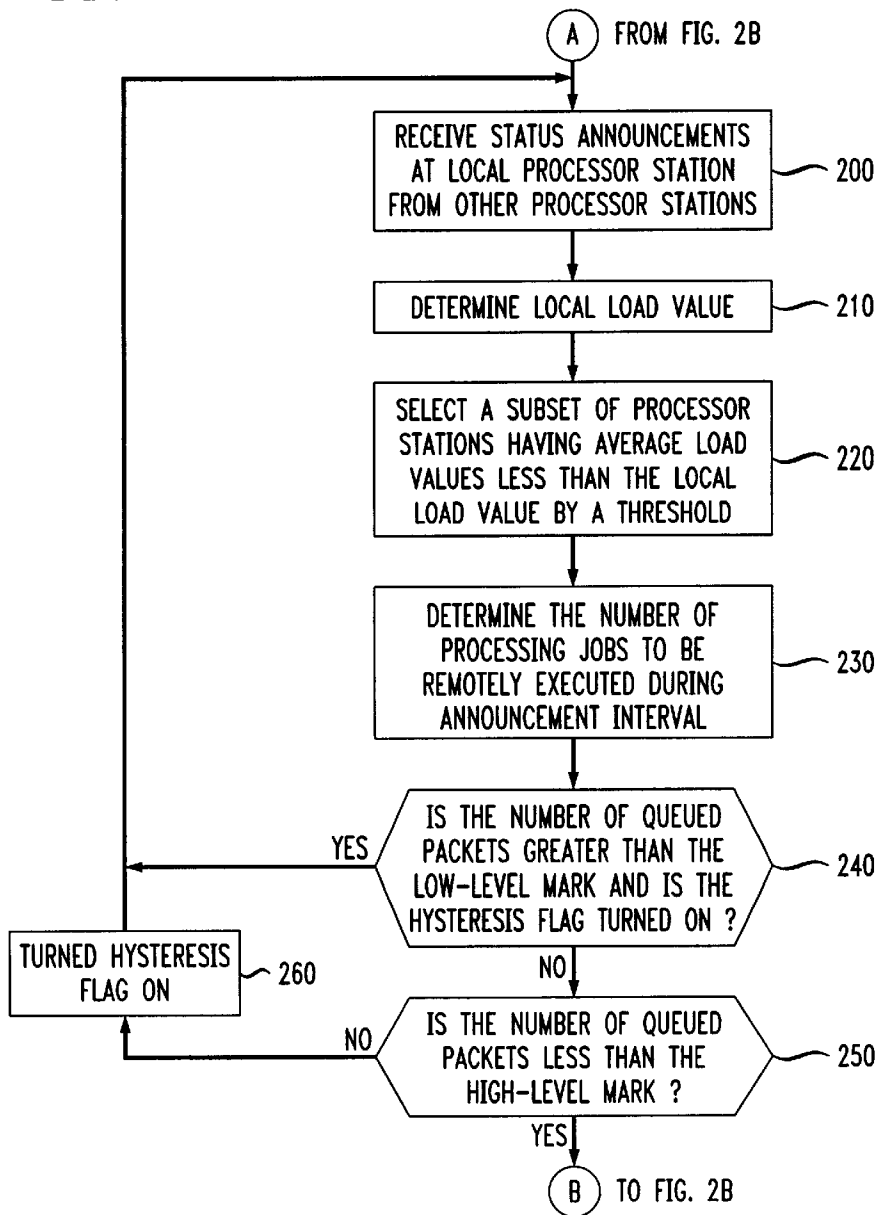 A FROM FIG. 2B
RECEIVE STATUS ANNOUNCEMENTS
AT LOCAL PROCESSOR STATION
FROM OTHER PROCESSOR STATIONS
200
DETERMINE LOCAL LOAD VALUE
210
SELECT A SUBSET OF PROCESSOR
STATIONS HAVING AVERAGE LOAD
VALUES LESS THAN THE LOCAL
LOAD VALUE BY A THRESHOLD
220
DETERMINE THE NUMBER OF
PROCESSING JOBS TO BE
REMOTELY EXECUTED DURING
ANNOUNCEMENT INTERVAL
230
IS THE NUMBER OF QUEUED
PACKETS GREATER THAN THE
LOW-LEVEL MARK AND IS THE
HYSTERESIS FLAG TURNED ON ?
240
YES
NO
TURNED HYSTERESIS
FLAG ON
260
IS THE NUMBER OF QUEUED
PACKETS LESS THAN THE
HIGH-LEVEL MARK ?
250
NO
YES
B TO FIG. 2B